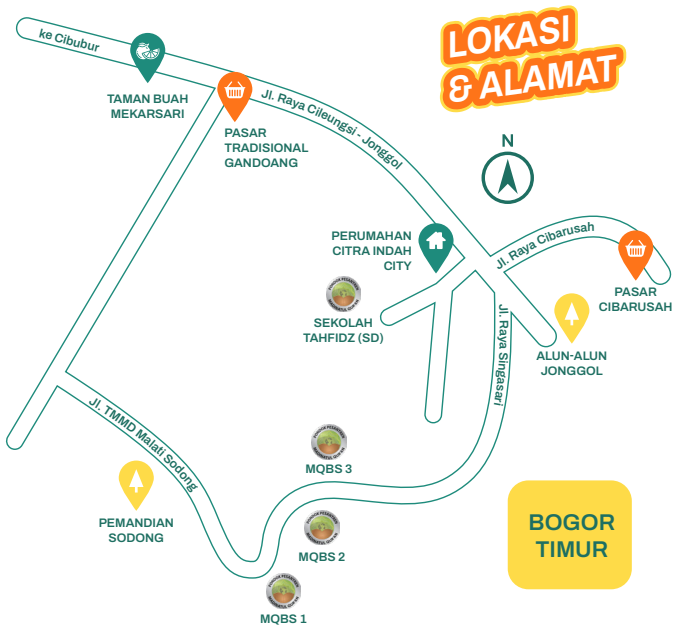 LOKASI
& ALAMAT
ke Cibubur
TAMAN BUAH
MEKARSARI
Jl. Raya Cileungsi - Jonggol
PASAR
TRADISIONAL
GANDOANG
N
PERUMAHAN
CITRA INDAH
CITY
Jl. Raya Cibarusah
PASAR
CIBARUSAH
SEKOLAH
TAHFIDZ (SD)
Jl. Raya Singasari
ALUN-ALUN
JONGGOL
Jl. TMMD Malati Sodong
MQBS 3
PEMANDIAN
SODONG
MQBS 2
BOGOR
TIMUR
MQBS 1